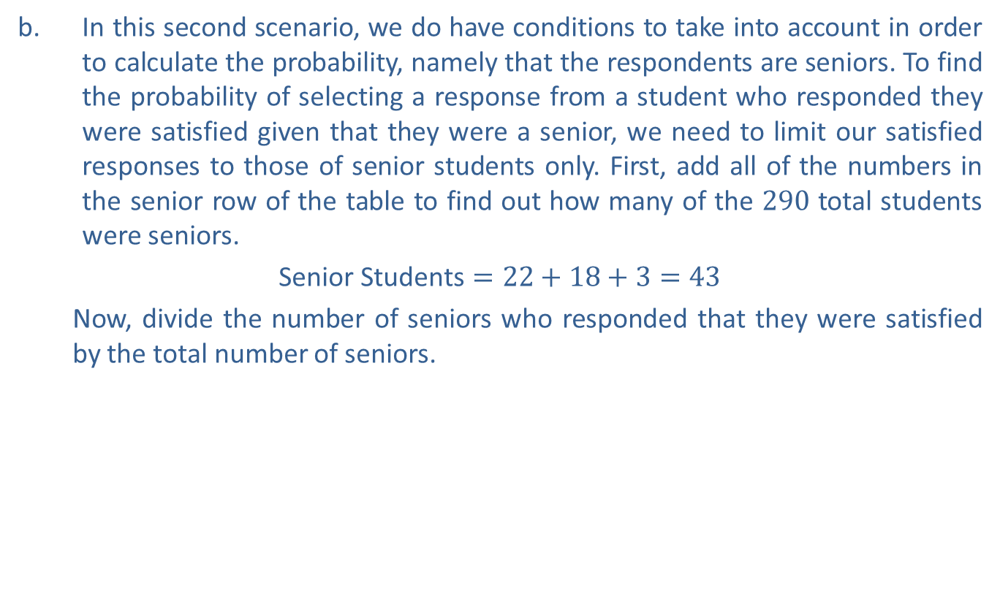 b. In this second scenario, we do have conditions to take into account in order
to calculate the probability, namely that the respondents are seniors. To find
the probability of selecting a response from a student who responded they
were satisfied given that they were a senior, we need to limit our satisfied
responses to those of senior students only. First, add all of the numbers in
the senior row of the table to find out how many of the 290 total students
were seniors.
Senior Students = 22 + 18 + 3 = 43
Now, divide the number of seniors who responded that they were satisfied
by the total number of seniors.